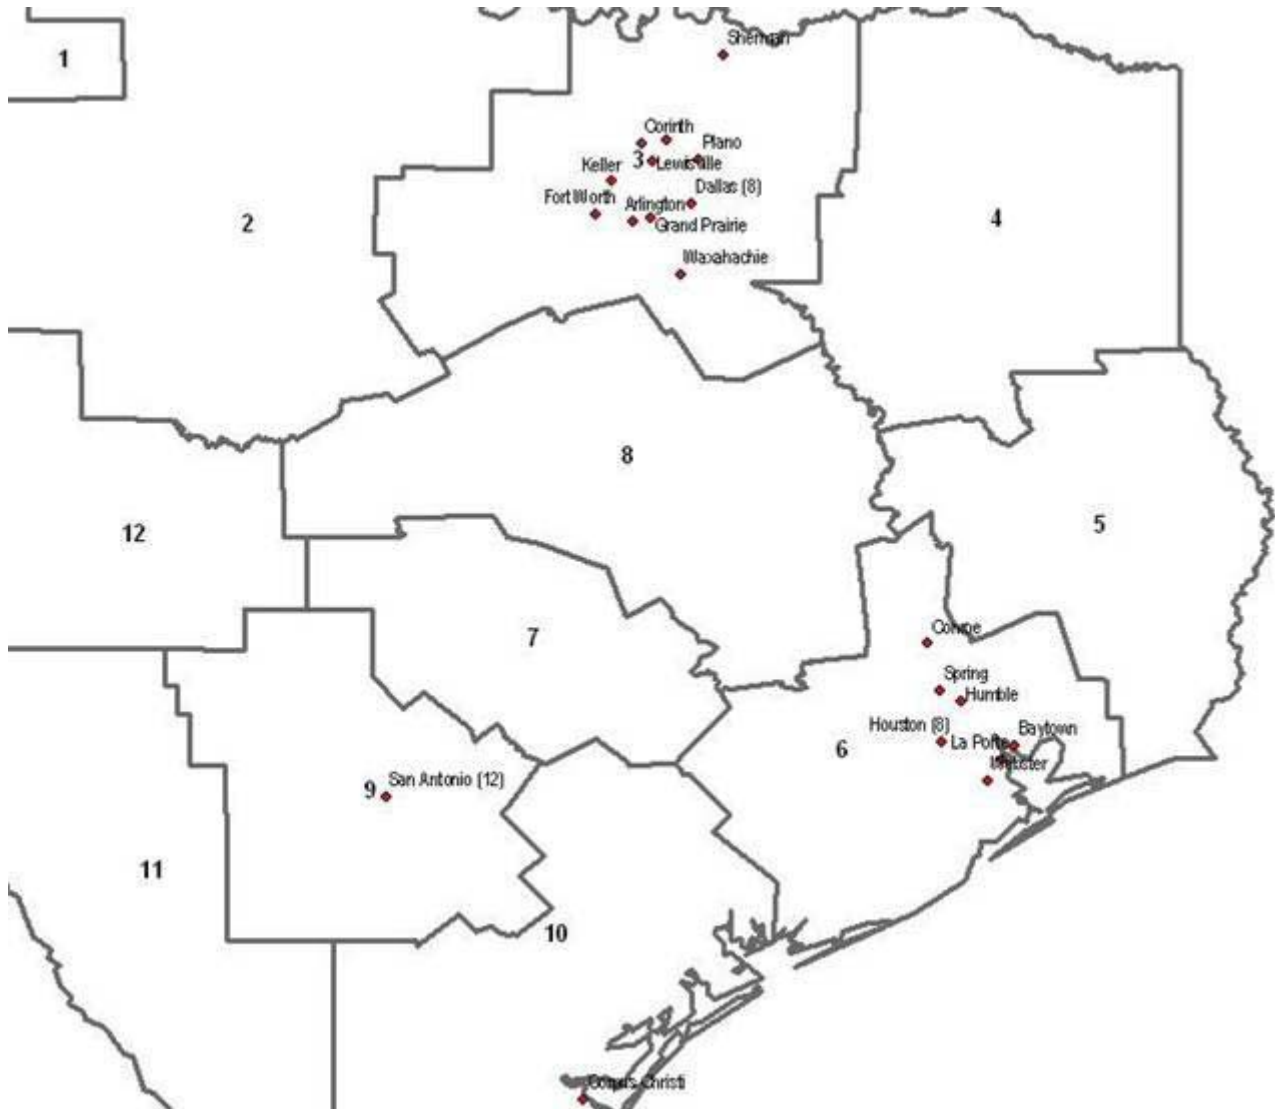 1
Sherman
Corinth
Plano
3
Lewisville
Keller
Dallas (8)
Fort Worth
Arlington
Grand Prairie
2
4
Waxahachie
8
5
12
7
Conroe
Spring
Humble
Houston (8)
La Porte
Baytown
6
Webster
9
San Antonio (12)
11
10
Corpus Christi